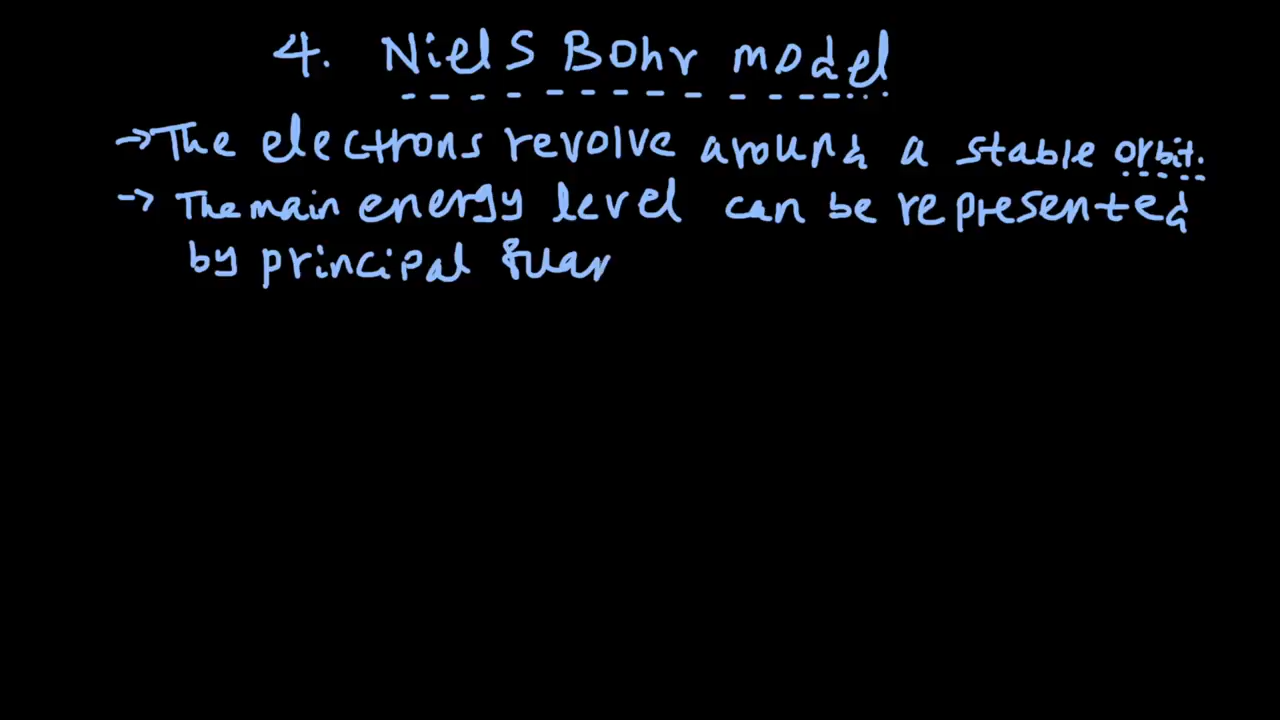 4. Niels Bohr model
→ The electrons revolve around a stable orbit.
→ The main energy level can be represented
by principal quan